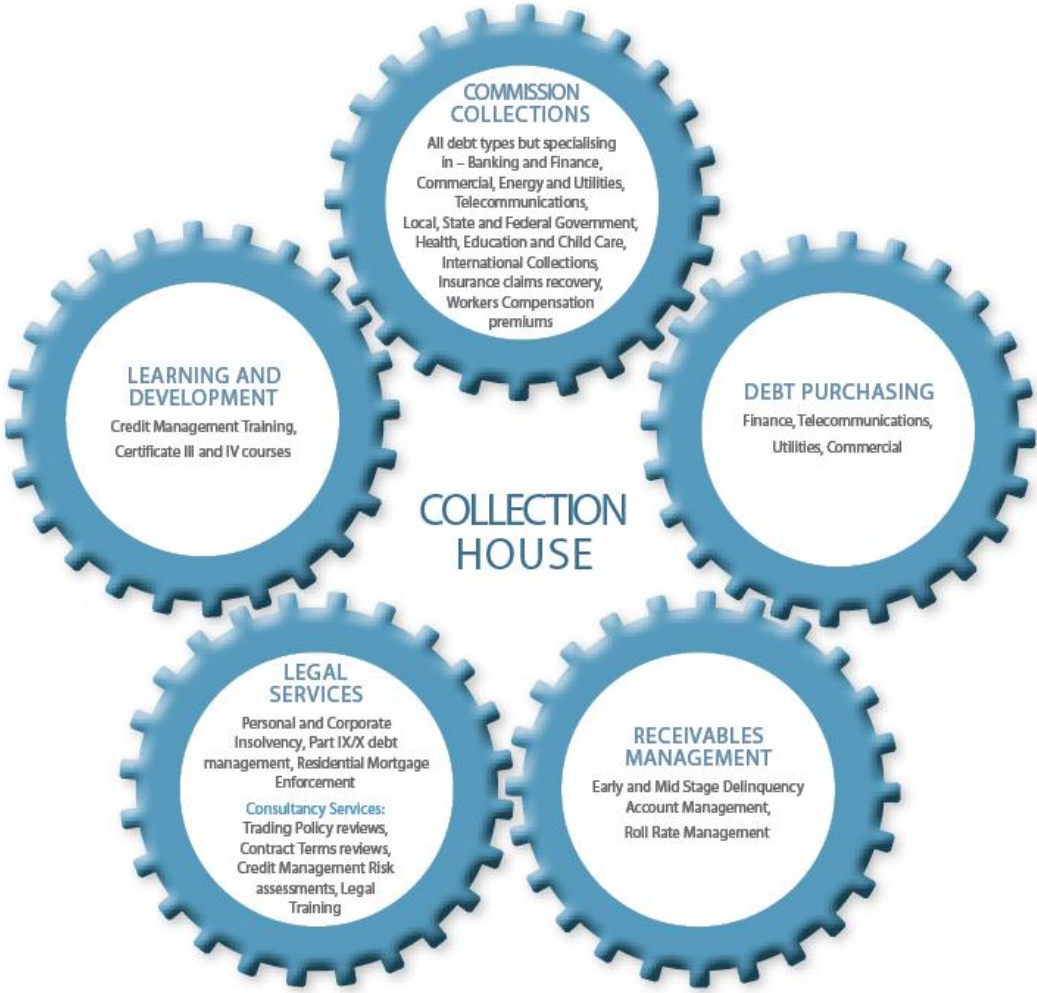 COMMISSION
COLLECTIONS
All debt types but specialising
in – Banking and Finance,
Commercial, Energy and Utilities,
Telecommunications,
Local, State and Federal Government,
Health, Education and Child Care,
International Collections,
Insurance claims recovery,
Workers Compensation
premiums
LEARNING AND
DEVELOPMENT
Credit Management Training,
Certificate III and IV courses
DEBT PURCHASING
Finance, Telecommunications,
Utilities, Commercial
COLLECTION
HOUSE
LEGAL
SERVICES
Personal and Corporate
Insolvency, Part IX/X debt
management, Residential Mortgage
Enforcement
Consultancy Services:
Trading Policy reviews,
Contract Terms reviews,
Credit Management Risk
assessments, Legal
Training
RECEIVABLES
MANAGEMENT
Early and Mid Stage Delinquency
Account Management,
Roll Rate Management